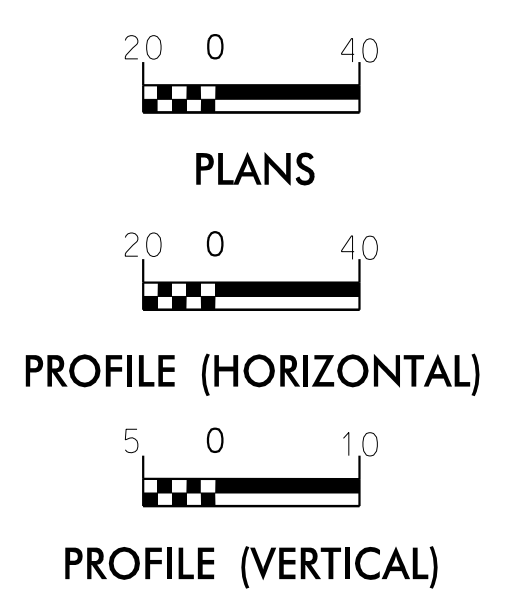 20 0 40
PLANS
20 0 40
PROFILE (HORIZONTAL)
5 0 10
PROFILE (VERTICAL)